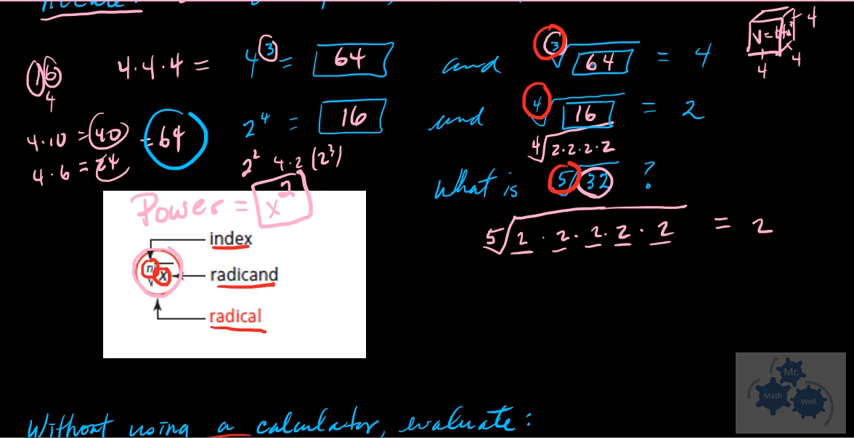 4 · 4 · 4 = 4³ = 64 and ³√64 = 4
16
4
V = 64u³
4
4
4
2⁴ = 16 and ⁴√16 = 2
4 · 10 = 40 = 64
4 · 6 = 24
2² 4·2 (2³)
⁴√2·2·2·2
What is ⁵√32 ?
⁵√2 · 2 · 2 · 2 · 2 = 2
Power = x²
index
n√x
radicand
radical
Mr.
Math
Well
Without using a calculator, evaluate: